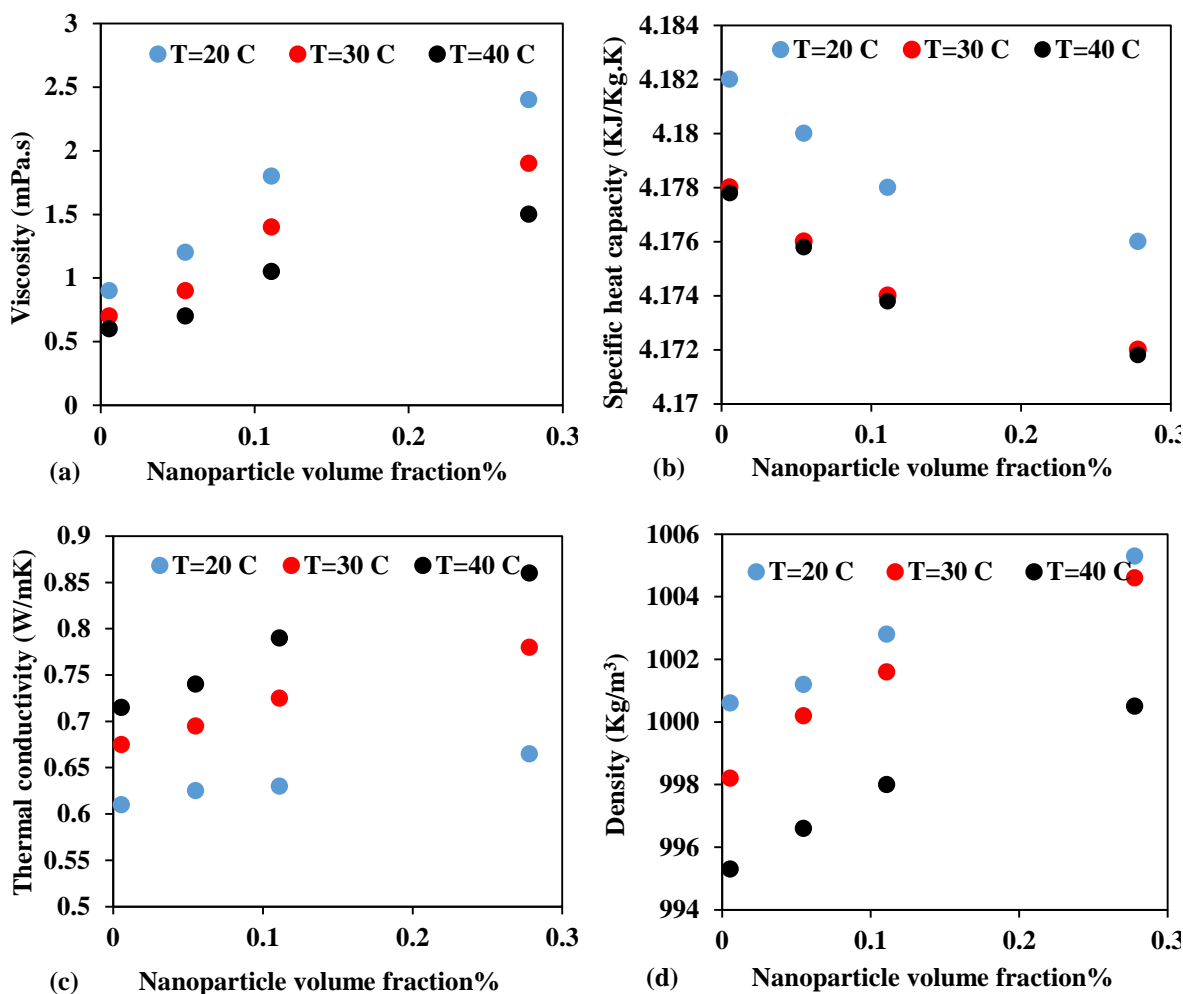 3
2.5
2
1.5
1
0.5
0
Viscosity (mPa.s)
T=20 C T=30 C T=40 C
0 0.1 0.2 0.3
(a) Nanoparticle volume fraction%
4.184
4.182
4.18
4.178
4.176
4.174
4.172
4.17
Specific heat capacity (KJ/Kg.K)
T=20 C T=30 C T=40 C
0 0.1 0.2 0.3
(b) Nanoparticle volume fraction%
0.9
0.85
0.8
0.75
0.7
0.65
0.6
0.55
0.5
Thermal conductivity (W/mK)
T=20 C T=30 C T=40 C
0 0.1 0.2 0.3
(c) Nanoparticle volume fraction%
1006
1004
1002
1000
998
996
994
Density (Kg/m³)
T=20 C T=30 C T=40 C
0 0.1 0.2 0.3
(d) Nanoparticle volume fraction%